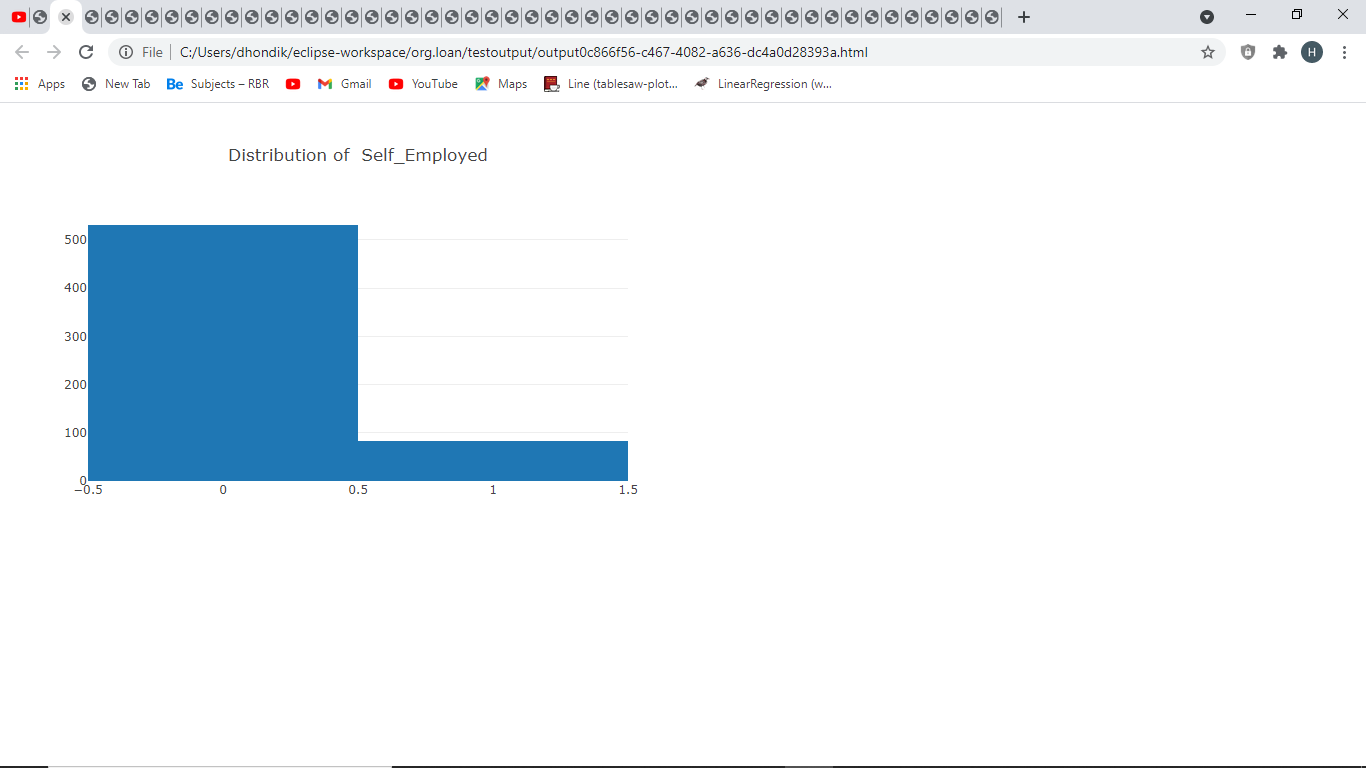 File C:/Users/dhondik/eclipse-workspace/org.loan/testoutput/output0c866f56-c467-4082-a636-dc4a0d28393a.html
H
Apps New Tab Be Subjects – RBR Gmail YouTube Maps Line (tablesaw-plot... LinearRegression (w...
Distribution of Self_Employed
500
400
300
200
100
0
−0.5 0 0.5 1 1.5